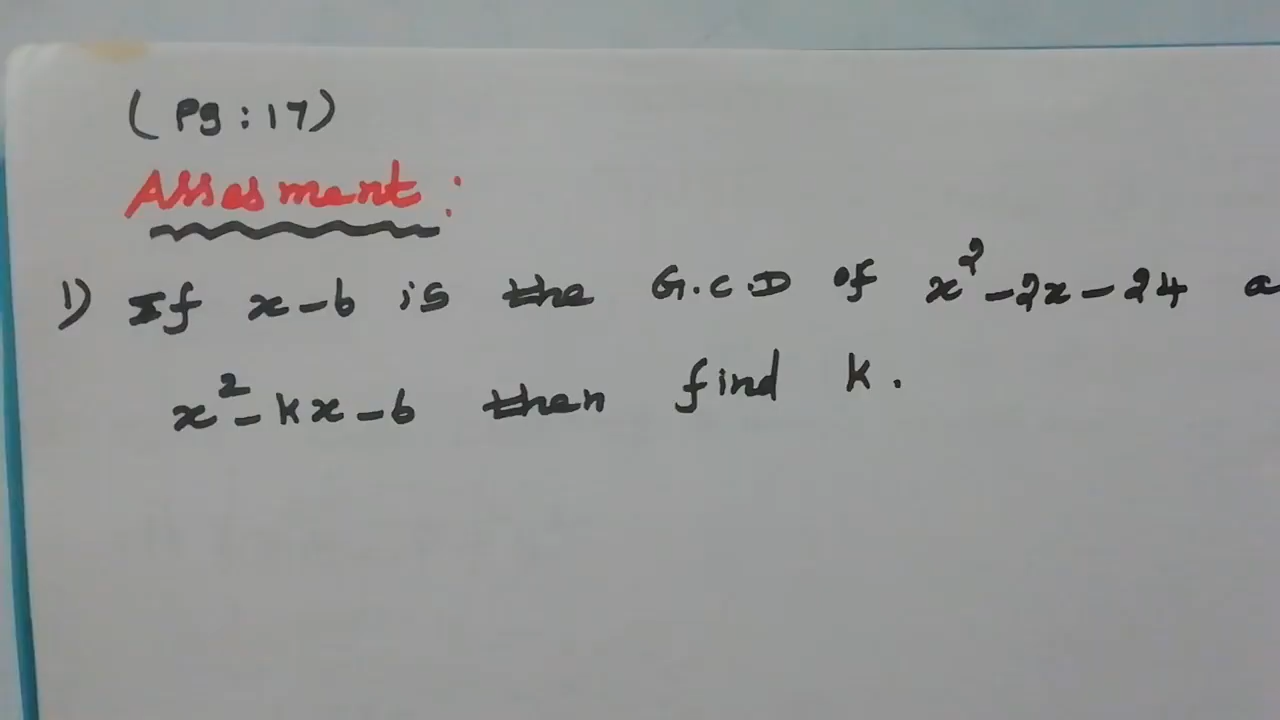 (Pg:17)
Assesment:
1) If x-6 is the G.C.D of x²-2x-24 a
x²-kx-6 then find k.